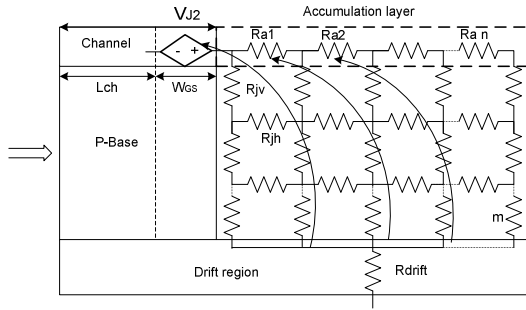 VJ2
Accumulation layer
Channel
- +
Ra1
Ra2
Ra n
Lch
WGS
Rjv
P-Base
Rjh
m
Drift region
Rdrift